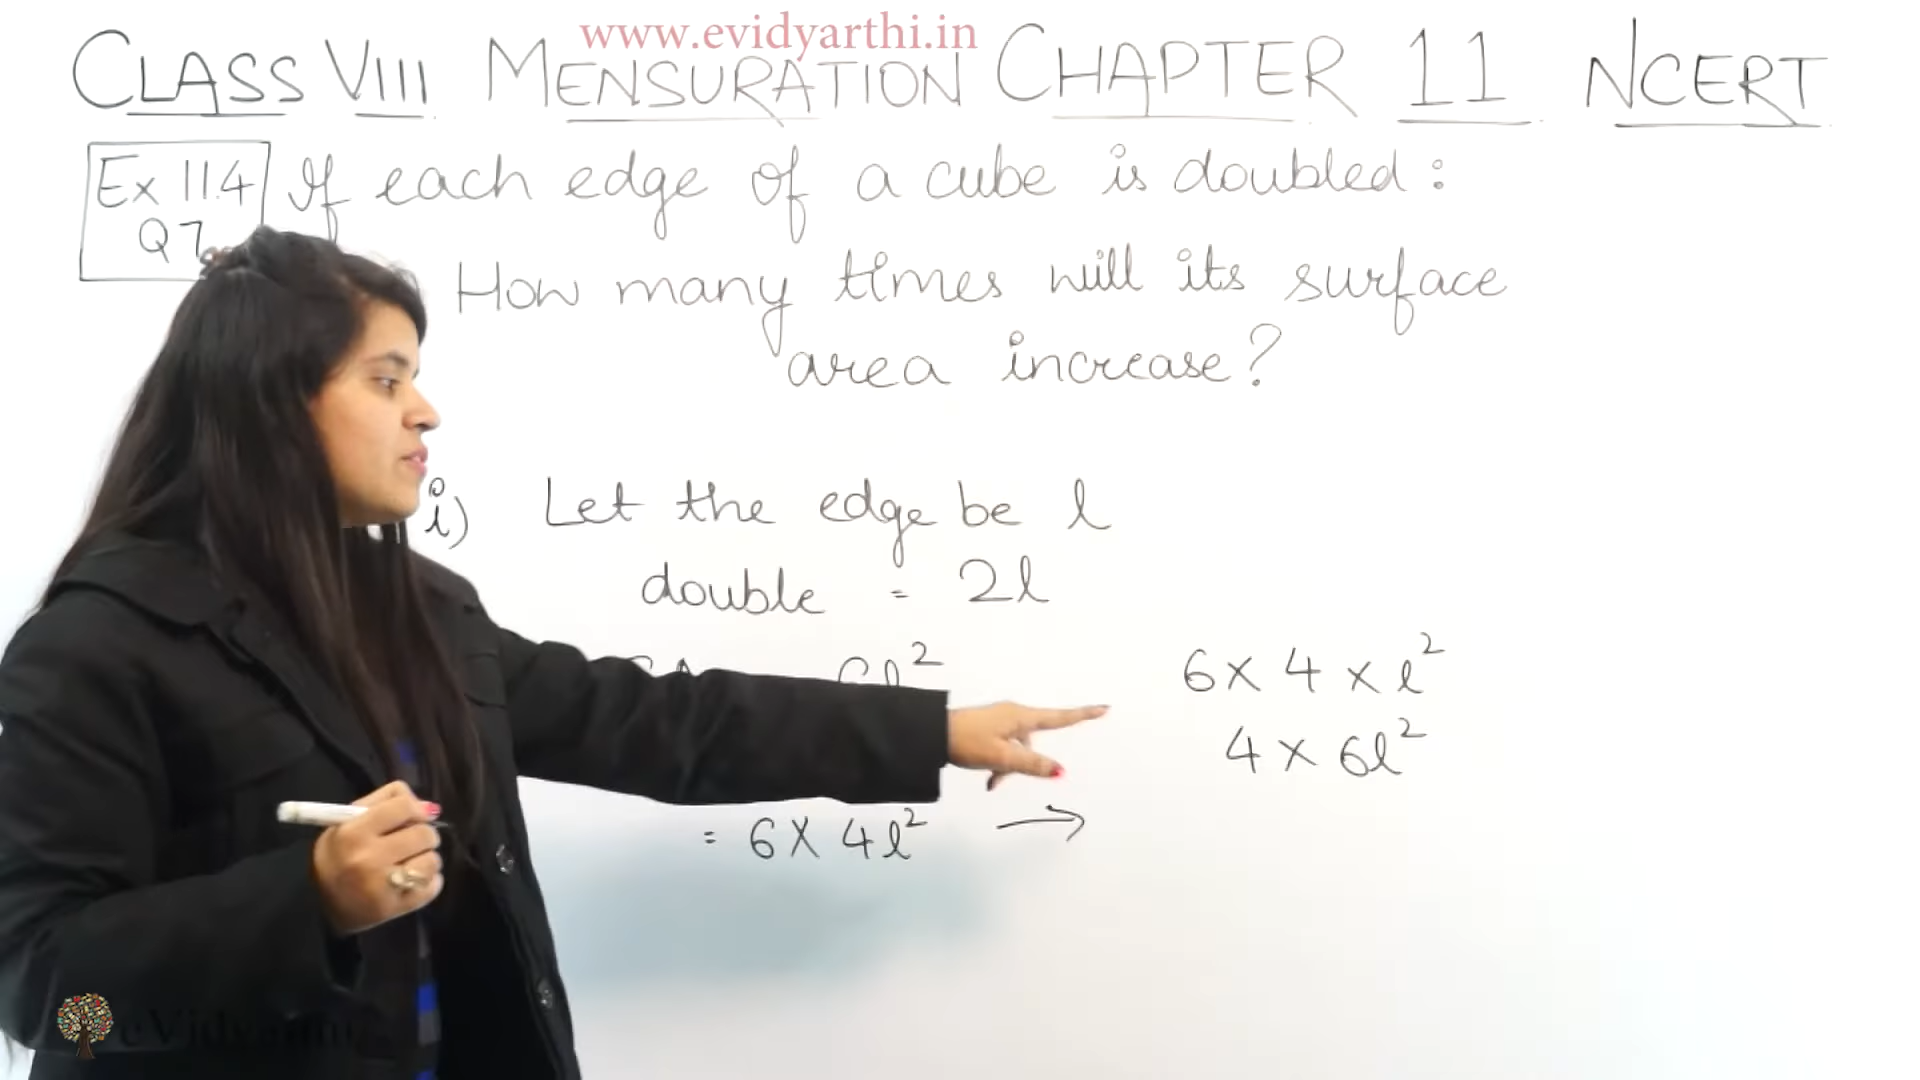 www.evidyarthi.in
CLASS VIII MENSURATION CHAPTER 11 NCERT
Ex 11.4
Q7
If each edge of a cube is doubled :
How many times will its surface
area increase?
i) Let the edge be l
double = 2l
6l²
= 6 X 4l² →
6 x 4 x l²
4 x 6l²